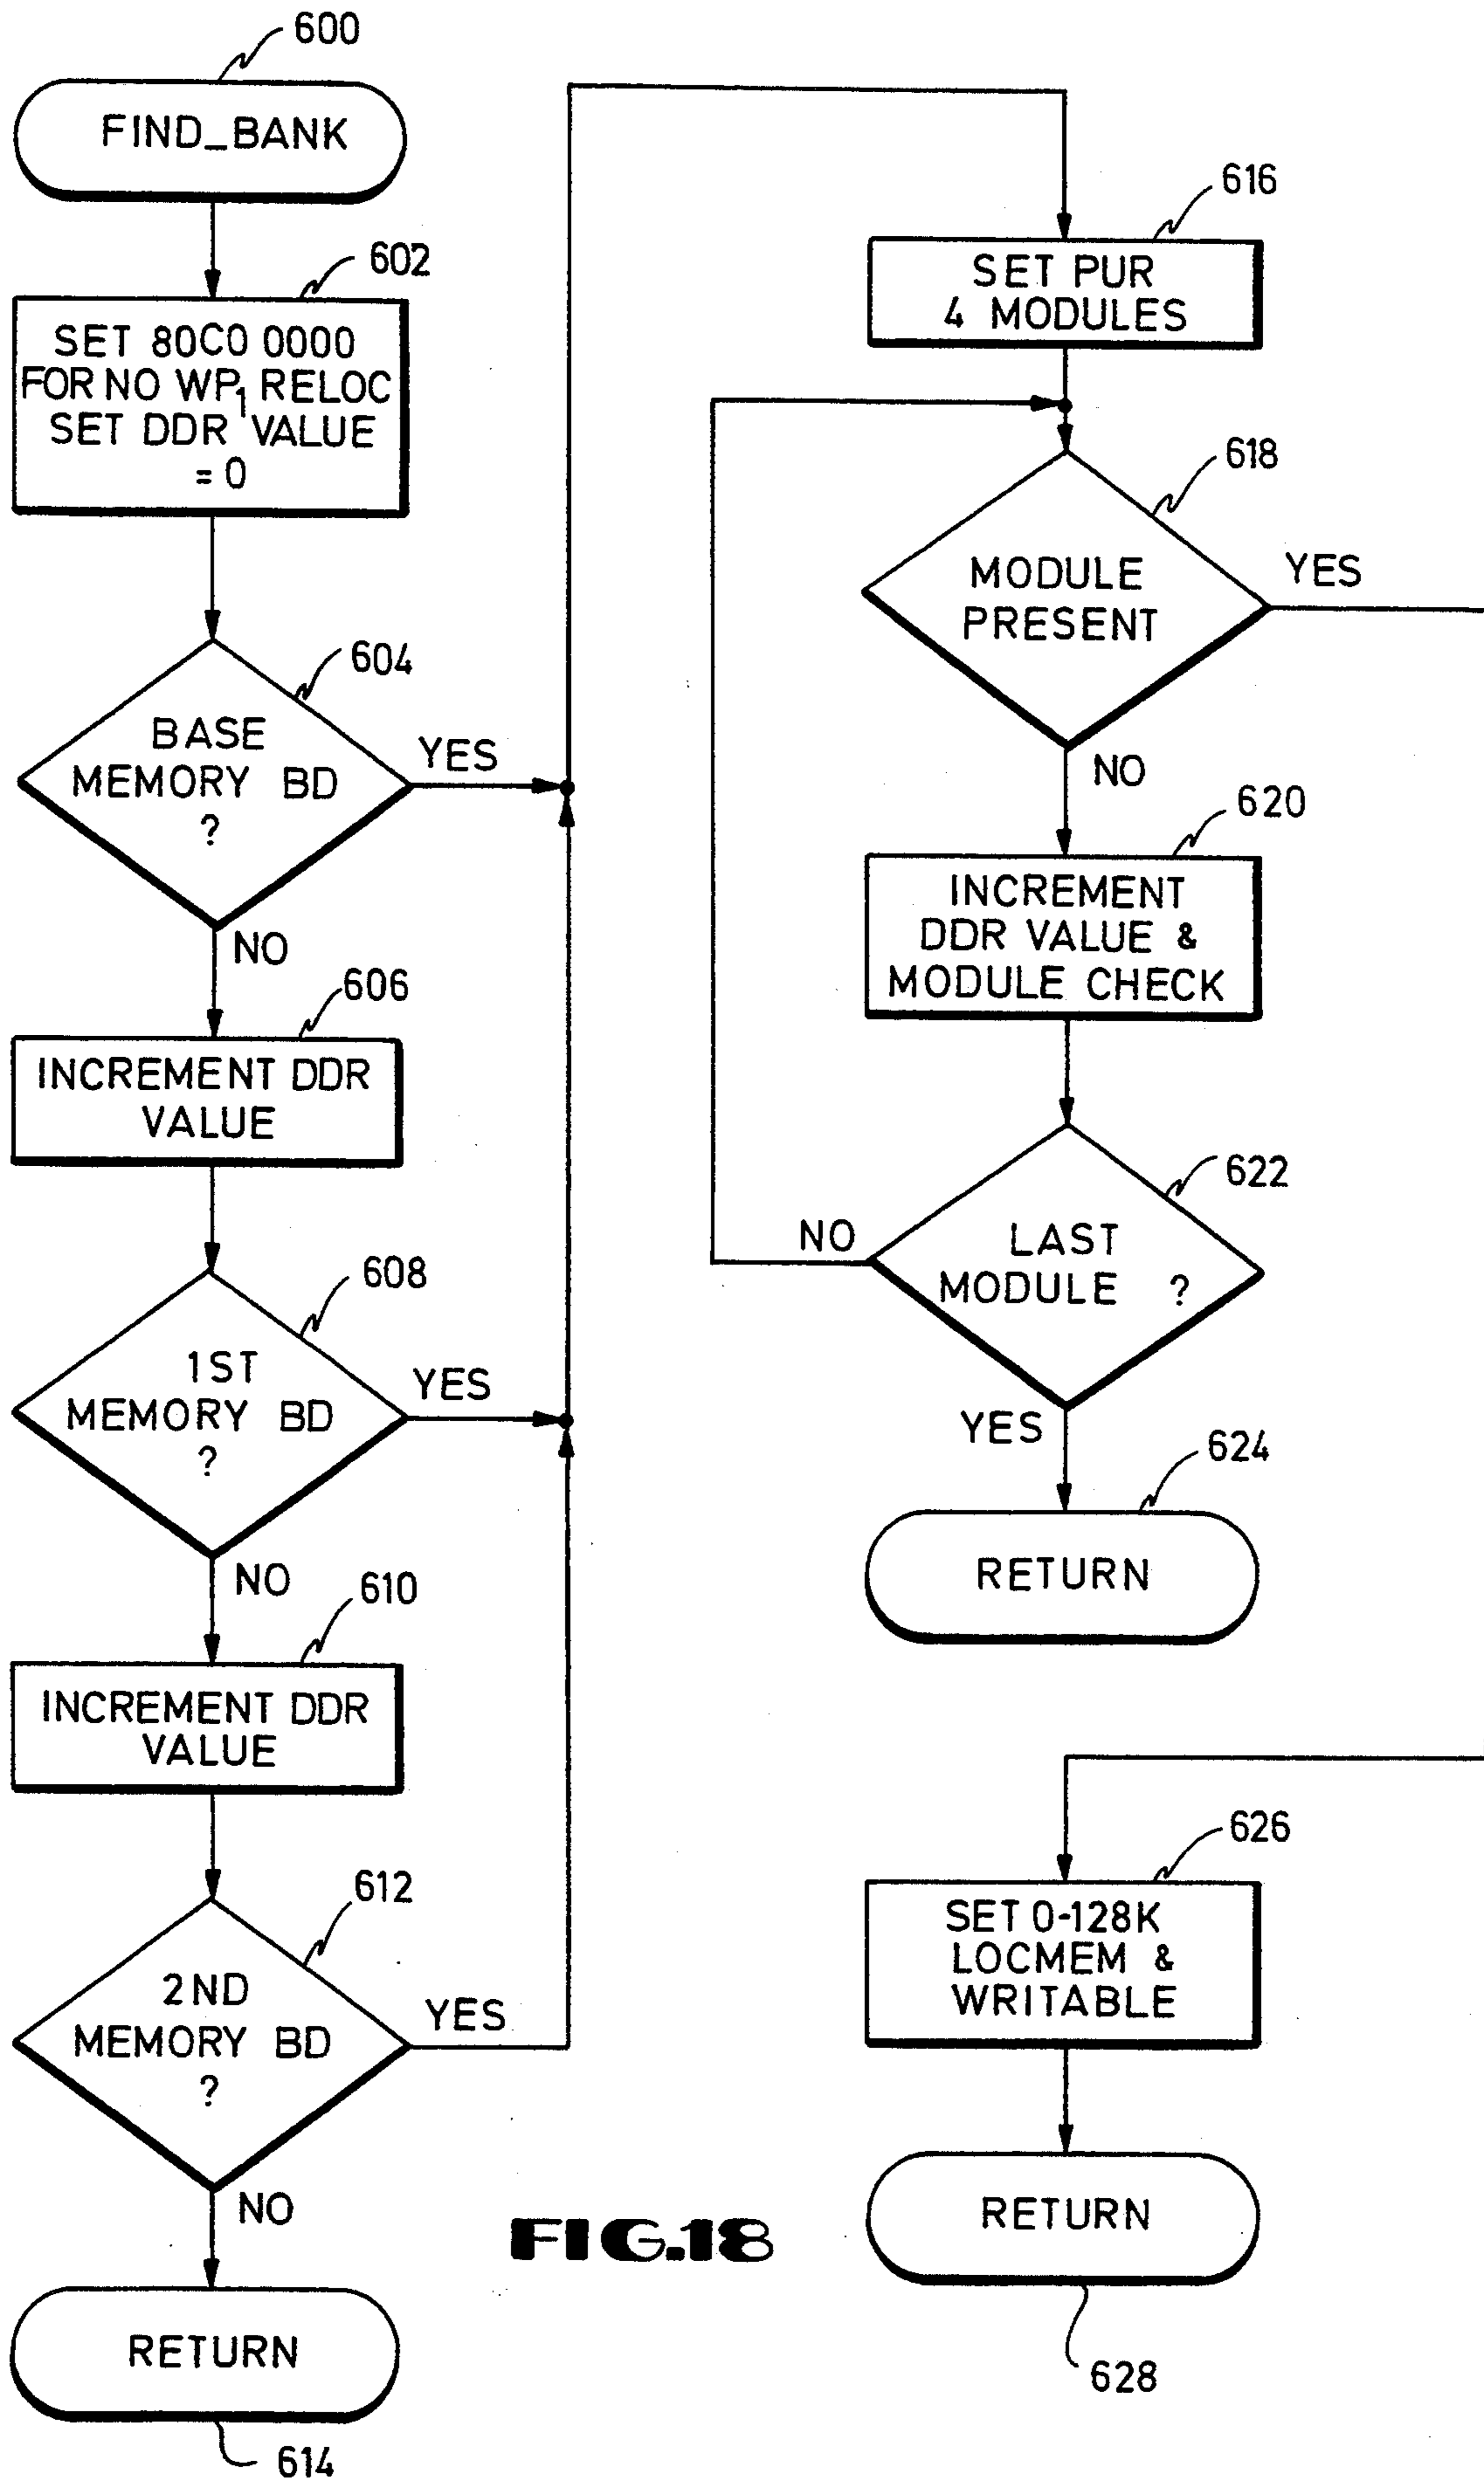 600
FIND_BANK
602
SET 80C0 0000
FOR NO WP1 RELOC
SET DDR VALUE
= 0
604
BASE
MEMORY BD
?
YES
NO
606
INCREMENT DDR
VALUE
608
1ST
MEMORY BD
?
YES
NO
610
INCREMENT DDR
VALUE
612
2ND
MEMORY BD
?
YES
NO
RETURN
614
616
SET PUR
4 MODULES
618
MODULE
PRESENT
YES
NO
620
INCREMENT
DDR VALUE &
MODULE CHECK
622
LAST
MODULE ?
NO
YES
624
RETURN
626
SET 0-128K
LOCMEM &
WRITABLE
RETURN
628
FIG.18